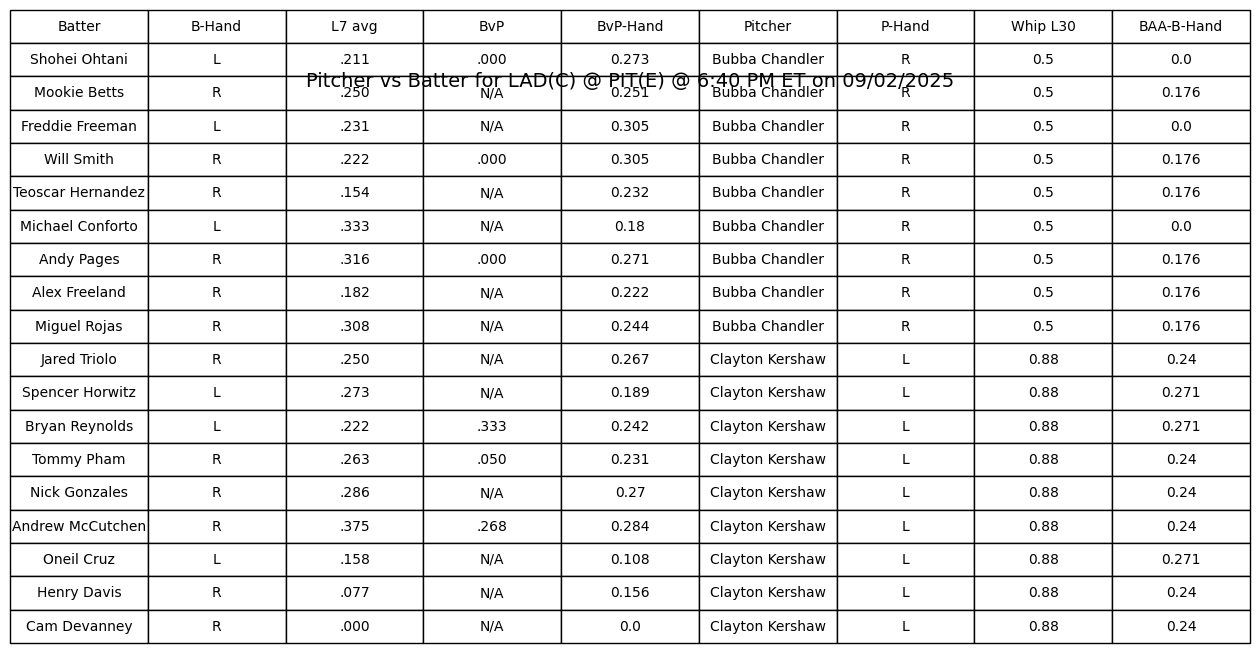 Batter B-Hand L7 avg BvP BvP-Hand Pitcher P-Hand Whip L30 BAA-B-Hand
Shohei Ohtani L .211 .000 0.273 Bubba Chandler R 0.5 0.0
Pitcher vs Batter for LAD(C) @ PIT(E) @ 6:40 PM ET on 09/02/2025
Mookie Betts R .250 N/A 0.251 Bubba Chandler R 0.5 0.176
Freddie Freeman L .231 N/A 0.305 Bubba Chandler R 0.5 0.0
Will Smith R .222 .000 0.305 Bubba Chandler R 0.5 0.176
Teoscar Hernandez R .154 N/A 0.232 Bubba Chandler R 0.5 0.176
Michael Conforto L .333 N/A 0.18 Bubba Chandler R 0.5 0.0
Andy Pages R .316 .000 0.271 Bubba Chandler R 0.5 0.176
Alex Freeland R .182 N/A 0.222 Bubba Chandler R 0.5 0.176
Miguel Rojas R .308 N/A 0.244 Bubba Chandler R 0.5 0.176
Jared Triolo R .250 N/A 0.267 Clayton Kershaw L 0.88 0.24
Spencer Horwitz L .273 N/A 0.189 Clayton Kershaw L 0.88 0.271
Bryan Reynolds L .222 .333 0.242 Clayton Kershaw L 0.88 0.271
Tommy Pham R .263 .050 0.231 Clayton Kershaw L 0.88 0.24
Nick Gonzales R .286 N/A 0.27 Clayton Kershaw L 0.88 0.24
Andrew McCutchen R .375 .268 0.284 Clayton Kershaw L 0.88 0.24
Oneil Cruz L .158 N/A 0.108 Clayton Kershaw L 0.88 0.271
Henry Davis R .077 N/A 0.156 Clayton Kershaw L 0.88 0.24
Cam Devanney R .000 N/A 0.0 Clayton Kershaw L 0.88 0.24